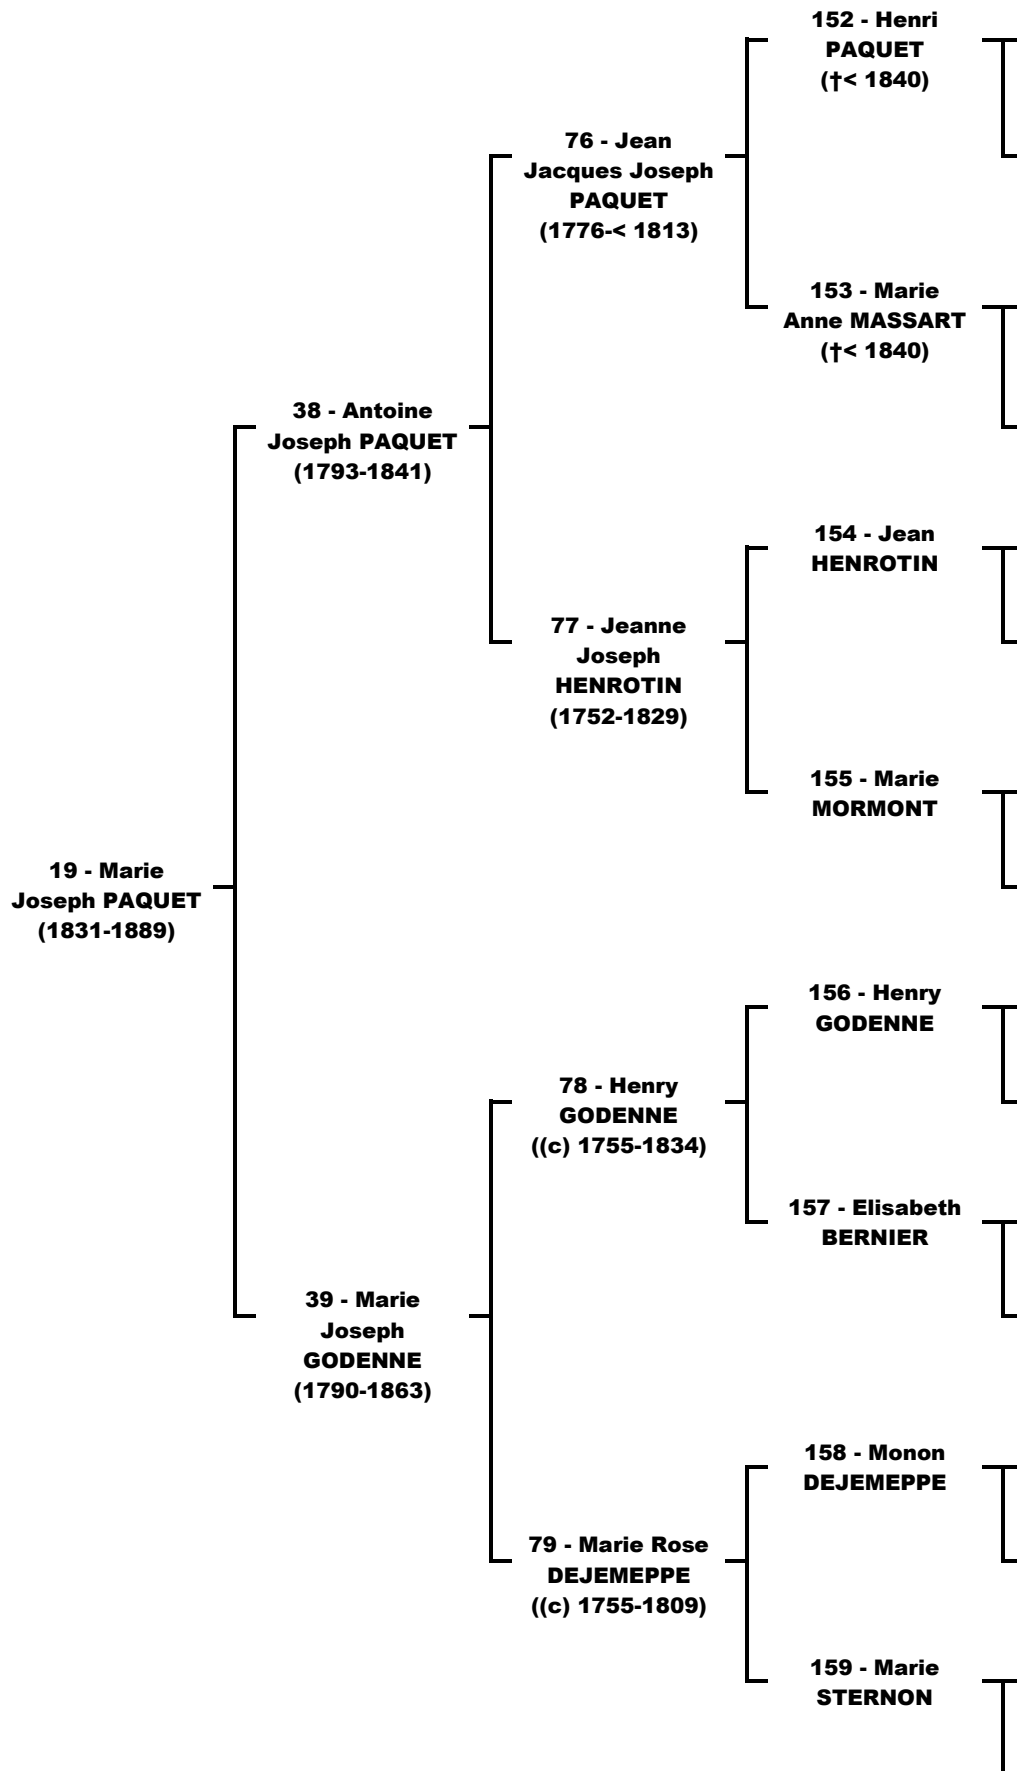 152 - Henri
PAQUET
(†< 1840)
76 - Jean
Jacques Joseph
PAQUET
(1776-< 1813)
153 - Marie
Anne MASSART
(†< 1840)
38 - Antoine
Joseph PAQUET
(1793-1841)
154 - Jean
HENROTIN
77 - Jeanne
Joseph
HENROTIN
(1752-1829)
155 - Marie
MORMONT
19 - Marie
Joseph PAQUET
(1831-1889)
156 - Henry
GODENNE
78 - Henry
GODENNE
((c) 1755-1834)
157 - Elisabeth
BERNIER
39 - Marie
Joseph
GODENNE
(1790-1863)
158 - Monon
DEJEMEPPE
79 - Marie Rose
DEJEMEPPE
((c) 1755-1809)
159 - Marie
STERNON